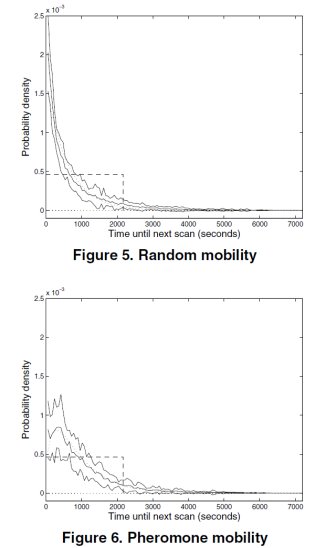 x 10⁻³
2.5
2
1.5
1
0.5
0
Probability density
0 1000 2000 3000 4000 5000 6000 7000
Time until next scan (seconds)
Figure 5. Random mobility
x 10⁻³
2.5
2
1.5
1
0.5
0
Probability density
0 1000 2000 3000 4000 5000 6000 7000
Time until next scan (seconds)
Figure 6. Pheromone mobility